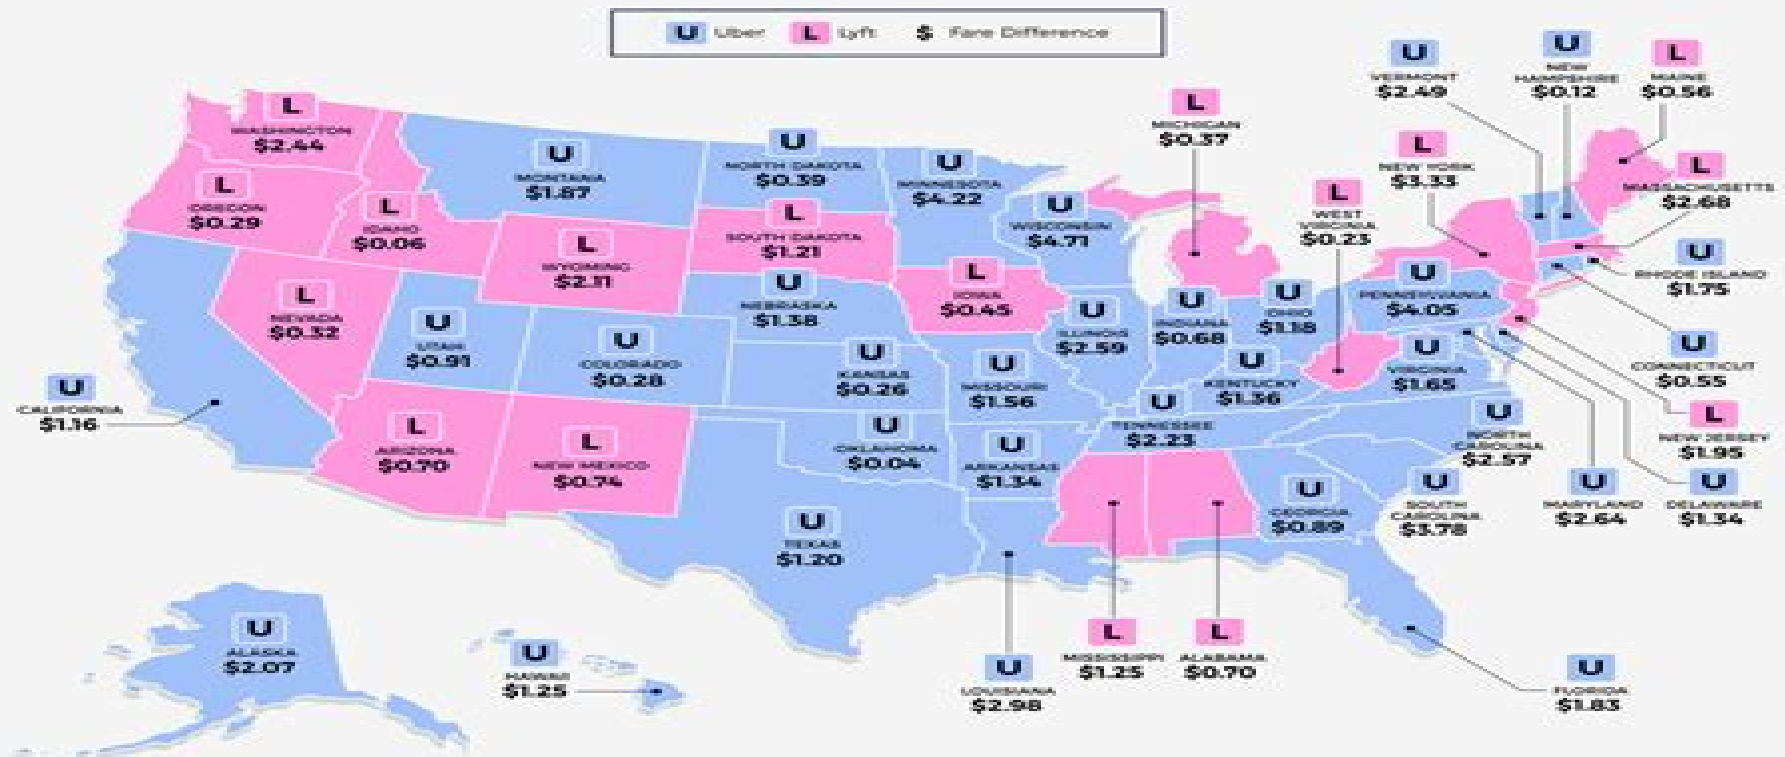 U Uber L Lyft $ Fare Difference
U
VERMONT
$2.49
U
NEW
HAMPSHIRE
$0.12
L
MAINE
$0.56
L
WASHINGTON
$2.44
L
MICHIGAN
$0.37
U
MONTANA
$1.87
U
NORTH DAKOTA
$0.39
U
MINNESOTA
$4.22
L
NEW YORK
$3.33
L
MASSACHUSETTS
$2.68
L
OREGON
$0.29
L
IDAHO
$0.06
L
WYOMING
$2.11
L
SOUTH DAKOTA
$1.21
U
WISCONSIN
$4.71
L
WEST
VIRGINIA
$0.23
U
RHODE ISLAND
$1.75
L
NEVADA
$0.32
U
UTAH
$0.91
U
COLORADO
$0.28
U
NEBRASKA
$1.38
L
IOWA
$0.45
U
ILLINOIS
$2.59
U
INDIANA
$0.68
U
OHIO
$1.18
U
PENNSYLVANIA
$4.05
U
CONNECTICUT
$0.55
U
CALIFORNIA
$1.16
U
KANSAS
$0.26
U
MISSOURI
$1.56
U
KENTUCKY
$1.36
U
VIRGINIA
$1.65
L
NEW JERSEY
$1.95
L
ARIZONA
$0.70
L
NEW MEXICO
$0.74
U
OKLAHOMA
$0.04
U
ARKANSAS
$1.34
U
TENNESSEE
$2.23
U
NORTH
CAROLINA
$2.57
U
TEXAS
$1.20
U
GEORGIA
$0.89
U
SOUTH
CAROLINA
$3.78
U
MARYLAND
$2.64
U
DELAWARE
$1.34
U
ALASKA
$2.07
U
HAWAII
$1.25
U
LOUISIANA
$2.98
L
MISSISSIPPI
$1.25
L
ALABAMA
$0.70
U
FLORIDA
$1.83